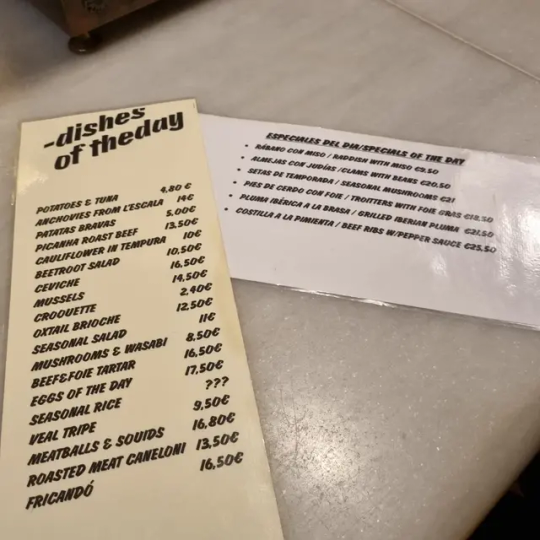 -dishes
of theday
POTATOES & TUNA 4,80 €
ANCHOVIES FROM L'ESCALA 14€
PATATAS BRAVAS 5.00€
PICANHA ROAST BEEF 13,50€
CAULIFLOWER IN TEMPURA 10€
BEETROOT SALAD 10,50€
CEVICHE 16,50€
MUSSELS 14,50€
CROQUETTE 2,40€
OXTAIL BRIOCHE 12,50€
SEASONAL SALAD 11€
MUSHROOMS & WASABI 8,50€
BEEF&FOIE TARTAR 16,50€
EGGS OF THE DAY 17,50€
SEASONAL RICE ???
VEAL TRIPE 9,50€
MEATBALLS & SQUIDS 16,80€
ROASTED MEAT CANELONI 13,50€
FRICANDÓ 16,50€
ESPECIALES DEL DIA/SPECIALS OF THE DAY
• RÁBANO CON MISO / RADDISH WITH MISO €9,50
• ALMEJAS CON JUDÍAS /CLAMS WITH BEANS €20,50
• SETAS DE TEMPORADA / SEASONAL MUSHROOMS €21
• PIES DE CERDO CON FOIE / TROITTERS WITH FOIE GRAS €18,50
• PLUMA IBÉRICA A LA BRASA / GRILLED IBERIAN PLUMA €21,50
• COSTILLA A LA PIMIENTA / BEEF RIBS W/PEPPER SAUCE €25,50